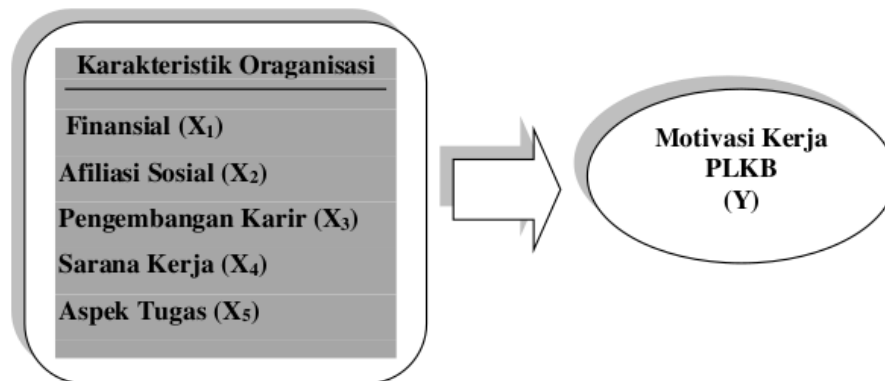 Karakteristik Oraganisasi
Finansial (X₁)
Afiliasi Sosial (X₂)
Pengembangan Karir (X₃)
Sarana Kerja (X₄)
Aspek Tugas (X₅)
Motivasi Kerja
PLKB
(Y)